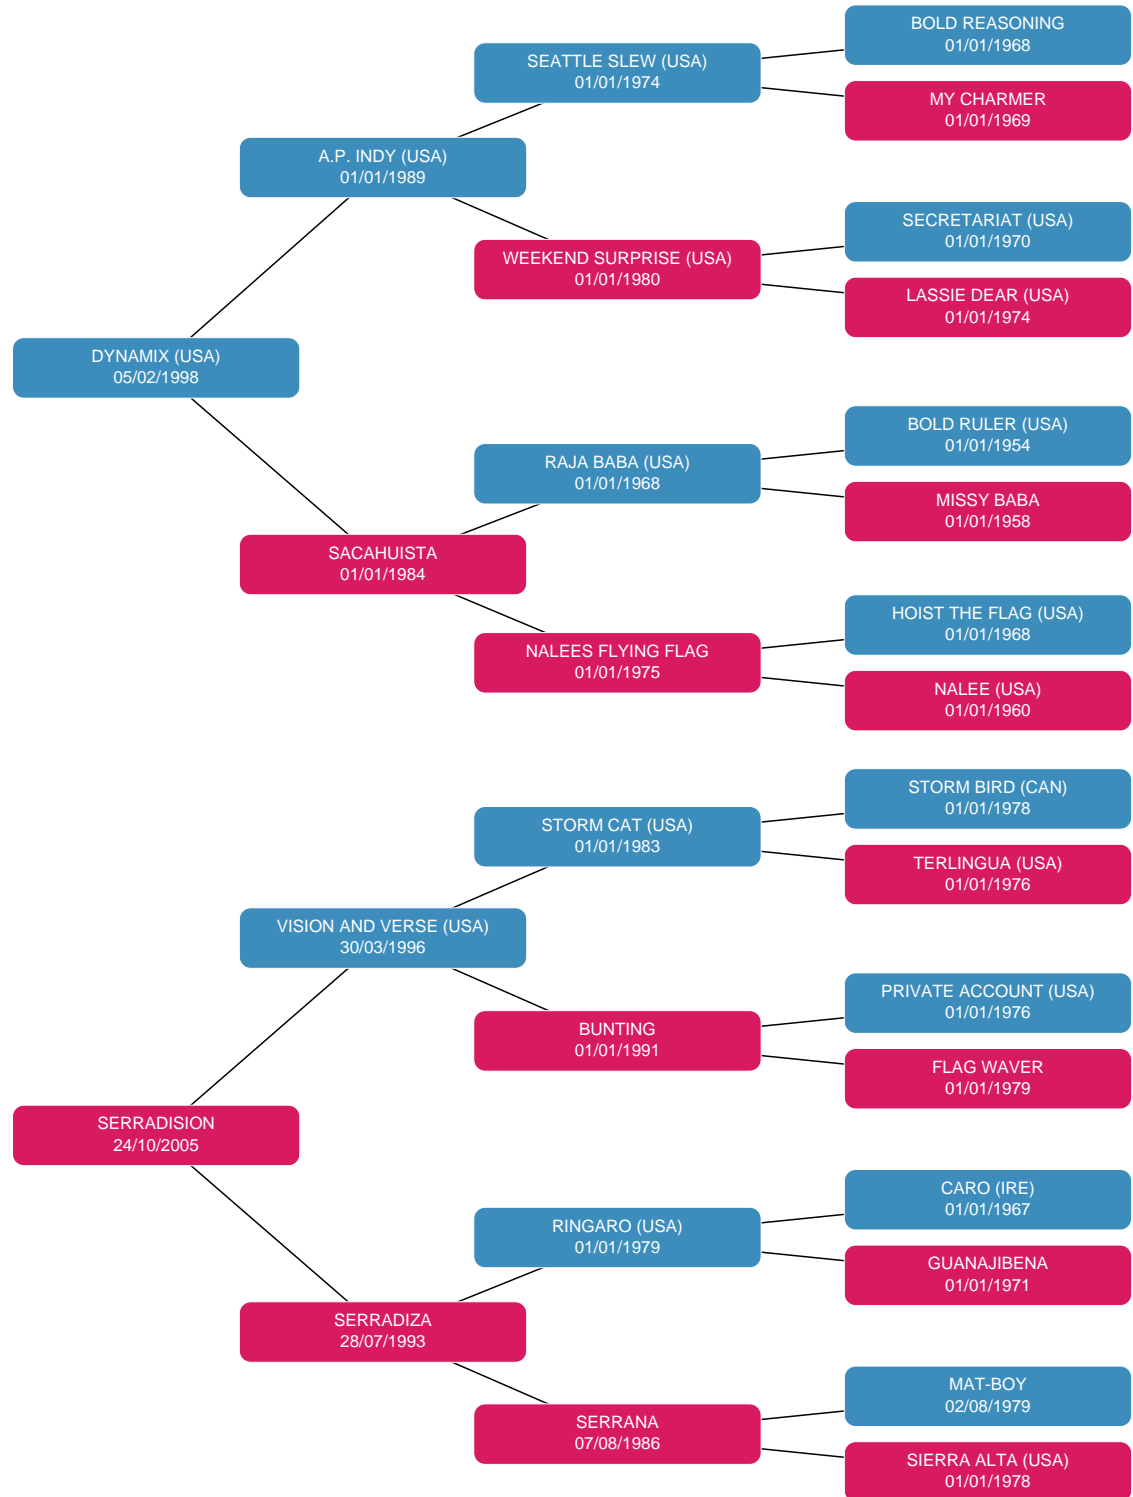 BOLD REASONING
01/01/1968
SEATTLE SLEW (USA)
01/01/1974
MY CHARMER
01/01/1969
A.P. INDY (USA)
01/01/1989
SECRETARIAT (USA)
01/01/1970
WEEKEND SURPRISE (USA)
01/01/1980
LASSIE DEAR (USA)
01/01/1974
DYNAMIX (USA)
05/02/1998
BOLD RULER (USA)
01/01/1954
RAJA BABA (USA)
01/01/1968
MISSY BABA
01/01/1958
SACAHUISTA
01/01/1984
HOIST THE FLAG (USA)
01/01/1968
NALEES FLYING FLAG
01/01/1975
NALEE (USA)
01/01/1960
STORM BIRD (CAN)
01/01/1978
STORM CAT (USA)
01/01/1983
TERLINGUA (USA)
01/01/1976
VISION AND VERSE (USA)
30/03/1996
PRIVATE ACCOUNT (USA)
01/01/1976
BUNTING
01/01/1991
FLAG WAVER
01/01/1979
SERRADISION
24/10/2005
CARO (IRE)
01/01/1967
RINGARO (USA)
01/01/1979
GUANAJIBENA
01/01/1971
SERRADIZA
28/07/1993
MAT-BOY
02/08/1979
SERRANA
07/08/1986
SIERRA ALTA (USA)
01/01/1978